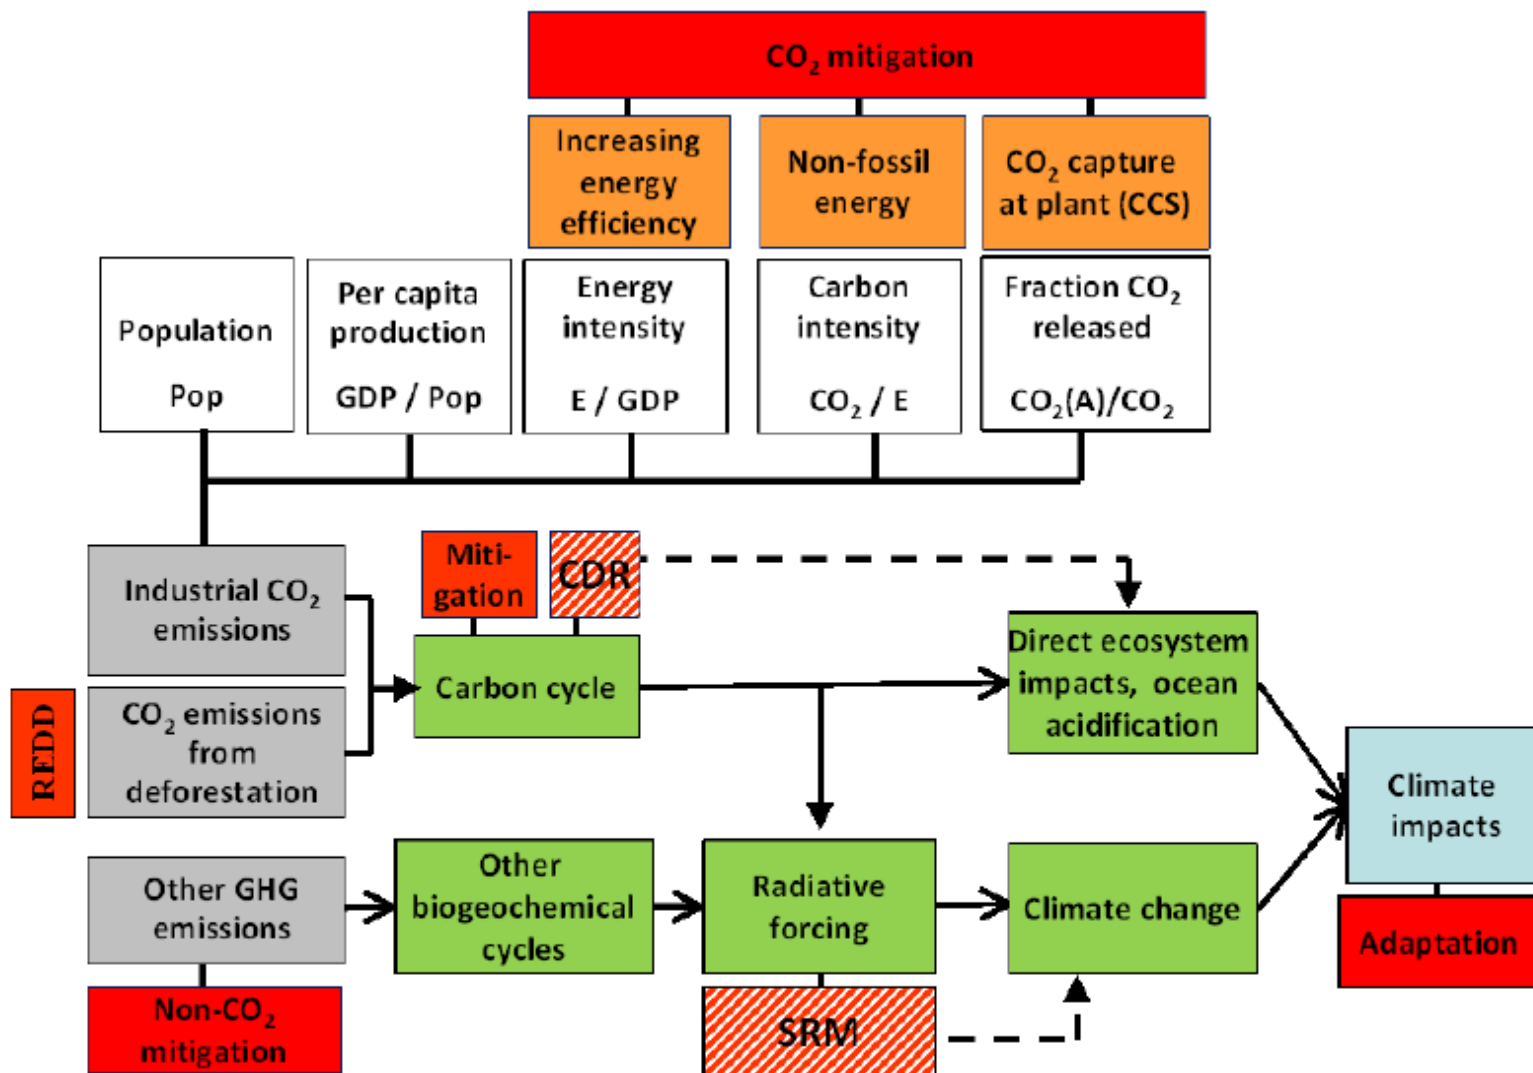 CO₂ mitigation
Increasing
energy
efficiency
Non-fossil
energy
CO₂ capture
at plant (CCS)
Population
Pop
Per capita
production
GDP / Pop
Energy
intensity
E / GDP
Carbon
intensity
CO₂ / E
Fraction CO₂
released
CO₂(A)/CO₂
Miti-
gation
CDR
Industrial CO₂
emissions
Carbon cycle
Direct ecosystem
impacts, ocean
acidification
REDD
CO₂ emissions
from
deforestation
Climate
impacts
Other GHG
emissions
Other
biogeochemical
cycles
Radiative
forcing
Climate change
Adaptation
Non-CO₂
mitigation
SRM